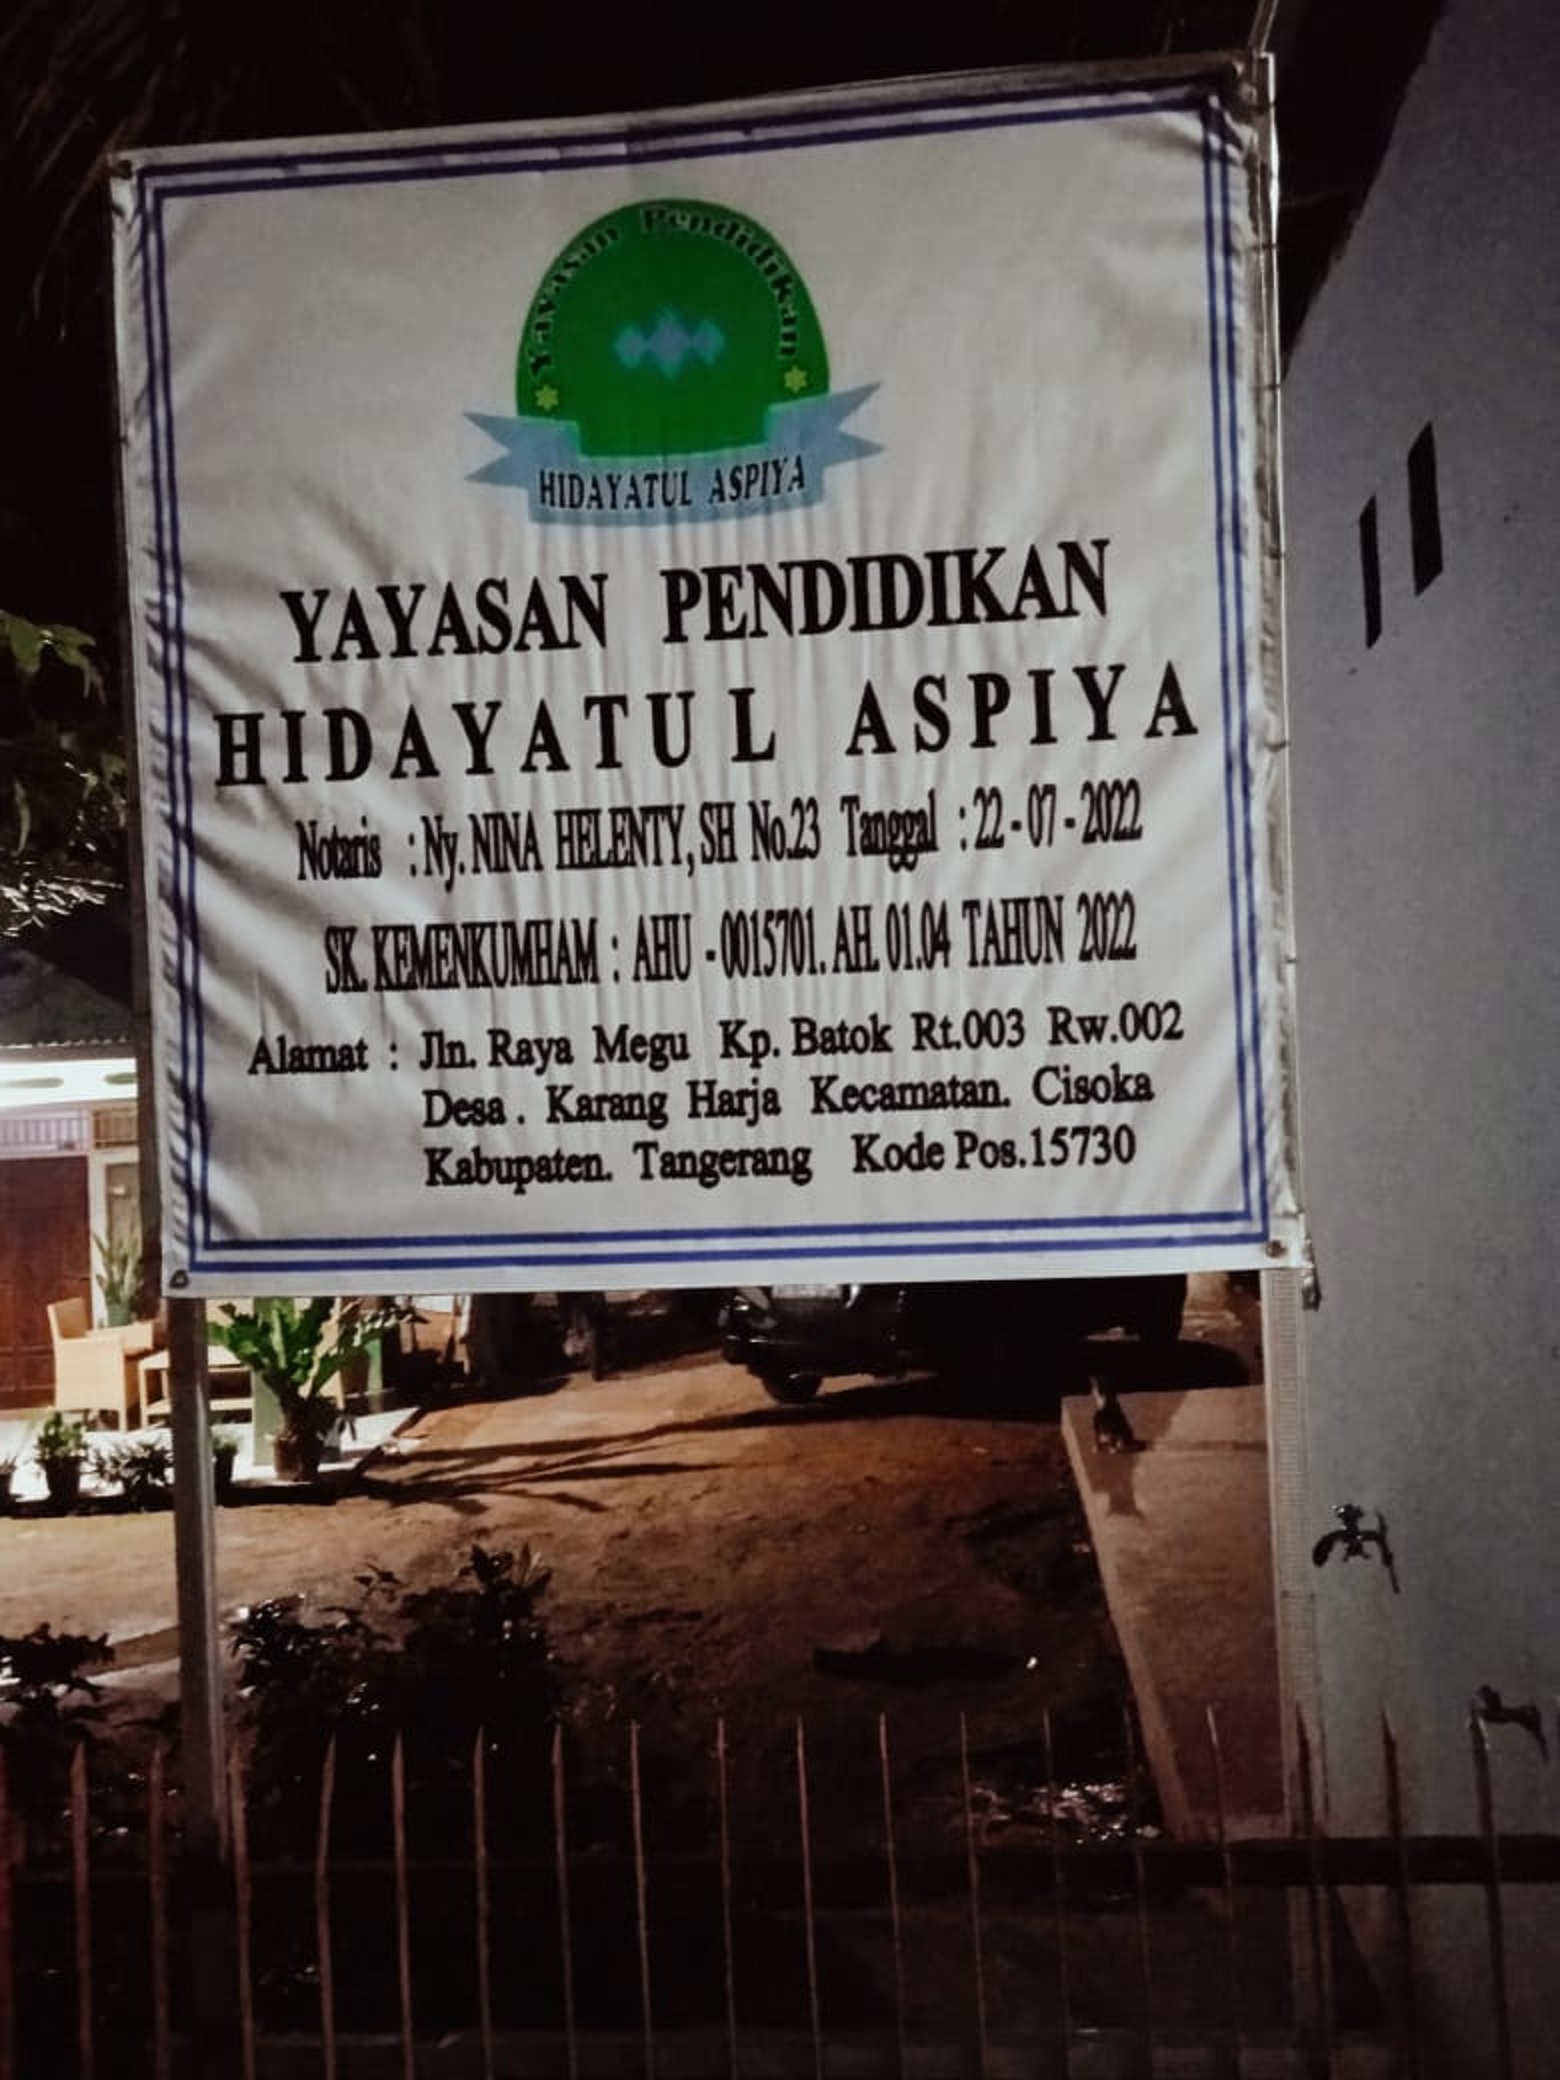 Yayasan Pendidikan
HIDAYATUL ASPIYA
YAYASAN PENDIDIKAN
HIDAYATUL ASPIYA
Notaris : Ny. NINA HELENTY, SH No.23 Tanggal : 22 - 07 - 2022
SK. KEMENKUMHAM : AHU - 0015701. AH. 01.04 TAHUN 2022
Alamat : Jln. Raya Megu Kp. Batok Rt.003 Rw.002
Desa . Karang Harja Kecamatan. Cisoka
Kabupaten. Tangerang Kode Pos.15730